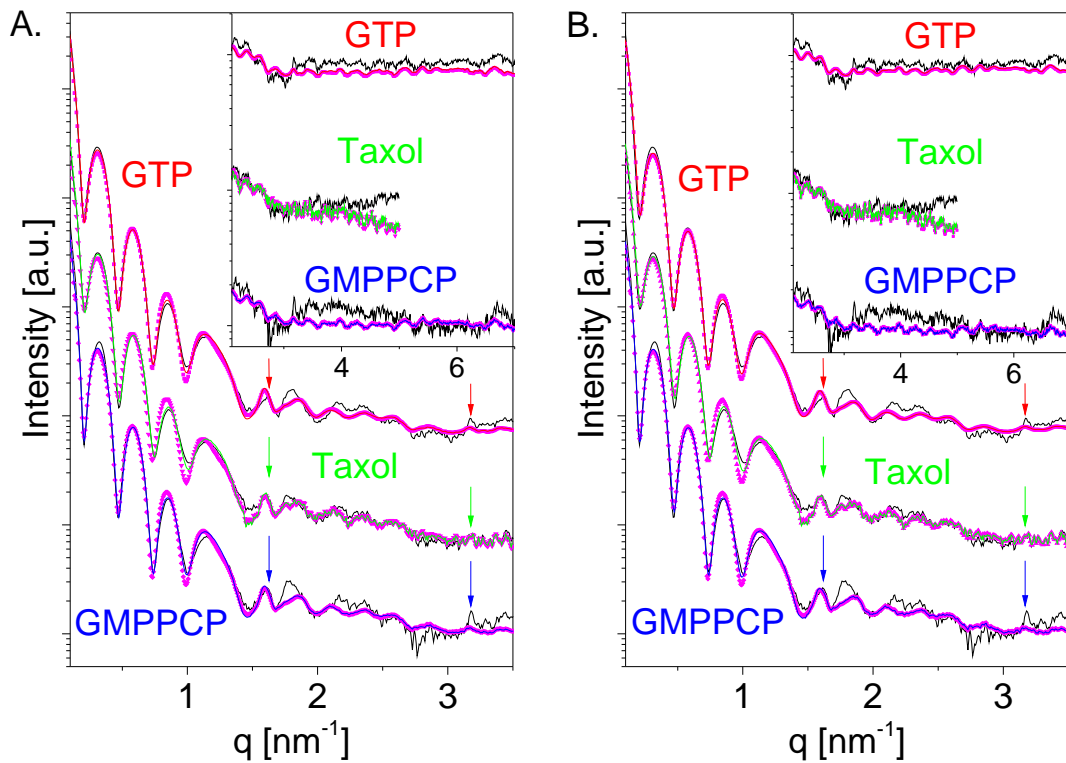 A.
GTP
Taxol
GMPPCP
4
6
GTP
Taxol
GMPPCP
Intensity [a.u.]
1
2
3
q [nm⁻¹]
B.
GTP
Taxol
GMPPCP
4
6
GTP
Taxol
GMPPCP
Intensity [a.u.]
1
2
3
q [nm⁻¹]